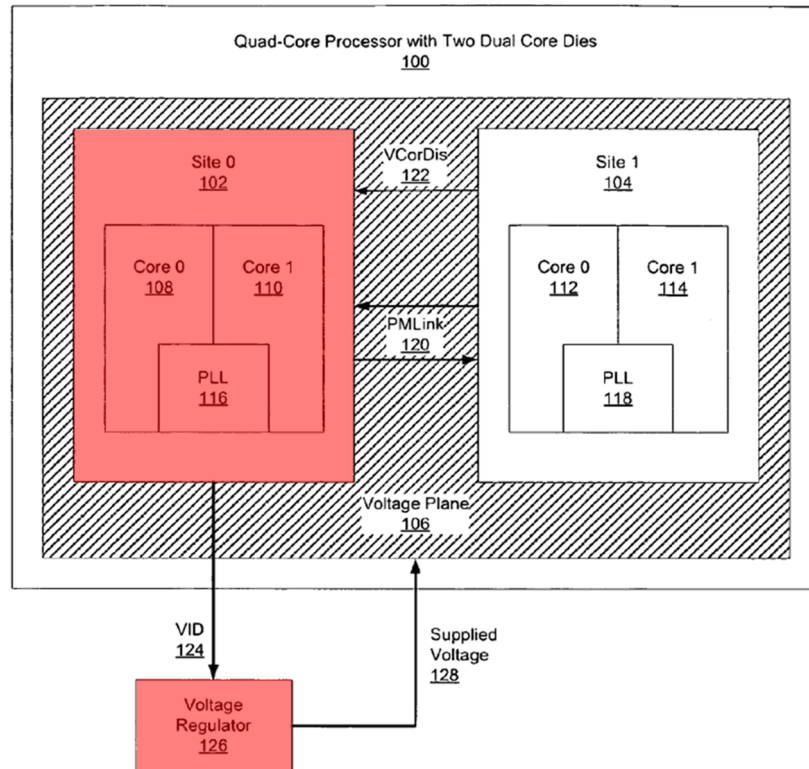 Quad-Core Processor with Two Dual Core Dies
100
Site 0
102
VCorDis
122
Site 1
104
Core 0
108
Core 1
110
Core 0
112
Core 1
114
PMLink
120
PLL
116
PLL
118
Voltage Plane
106
VID
124
Supplied
Voltage
128
Voltage
Regulator
126